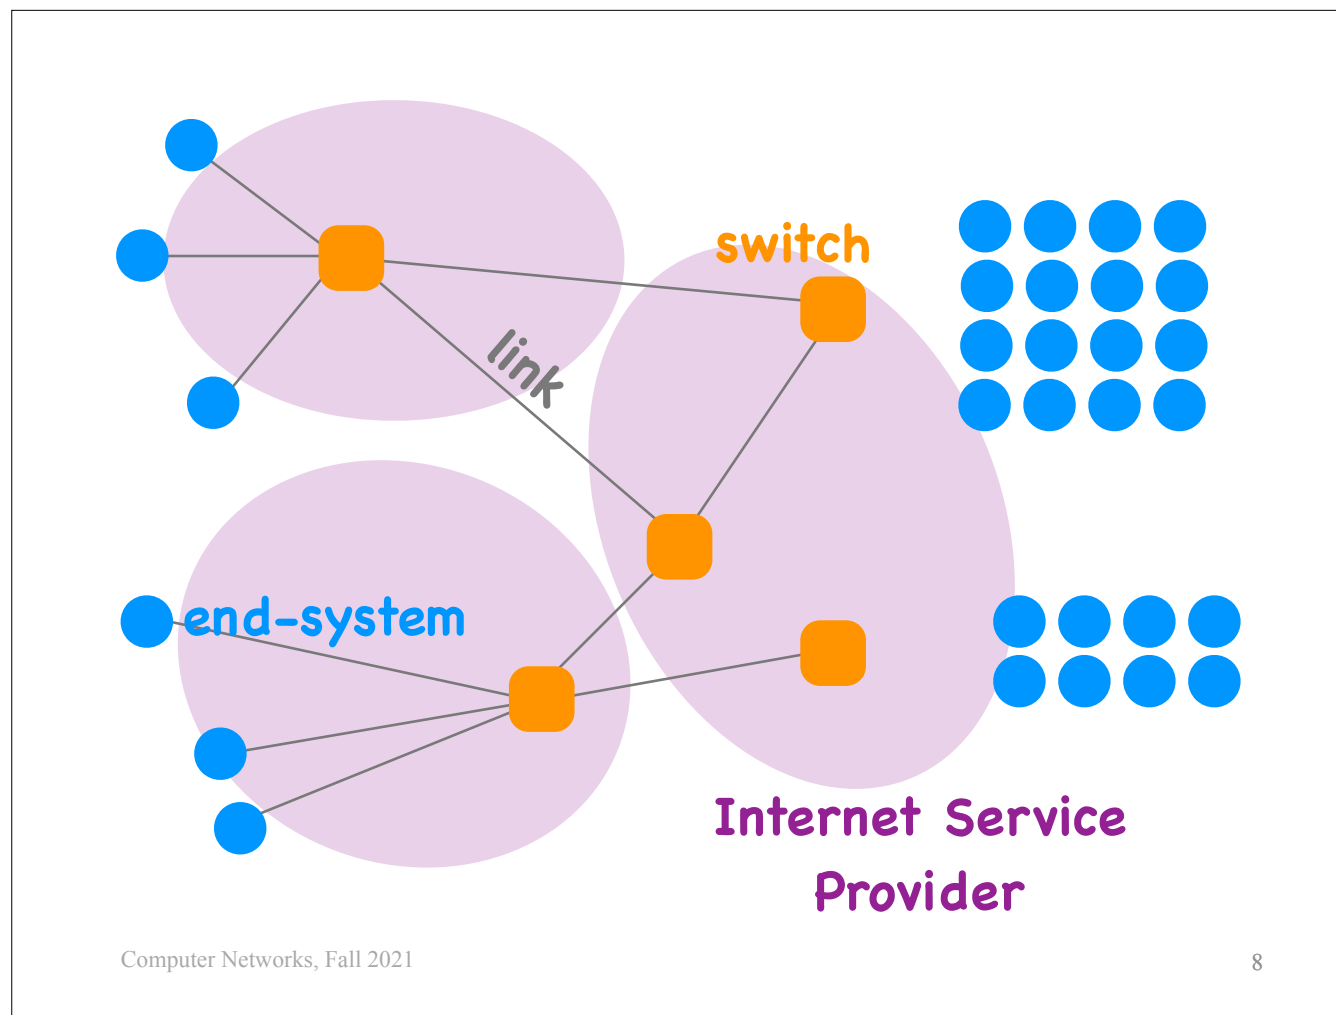 switch
link
end-system
Internet Service
Provider
Computer Networks, Fall 2021
8